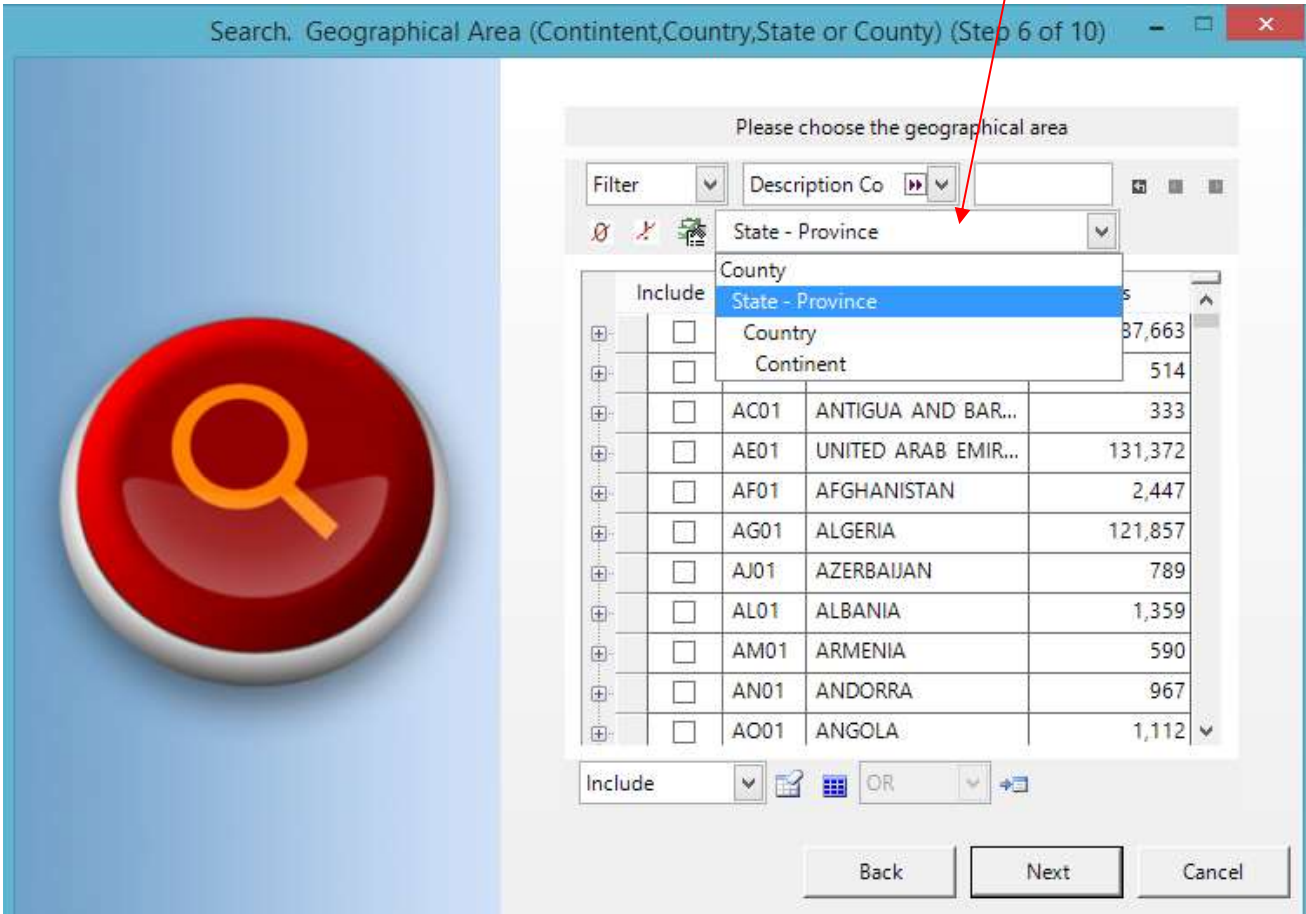 Search. Geographical Area (Contintent,Country,State or County) (Step 6 of 10)
Please choose the geographical area
Filter
Description Co
State - Province
County
State - Province
Country
Continent
Include s
87,663
514
AC01 ANTIGUA AND BAR... 333
AE01 UNITED ARAB EMIR... 131,372
AF01 AFGHANISTAN 2,447
AG01 ALGERIA 121,857
AJ01 AZERBAIJAN 789
AL01 ALBANIA 1,359
AM01 ARMENIA 590
AN01 ANDORRA 967
AO01 ANGOLA 1,112
Include OR
Back Next Cancel